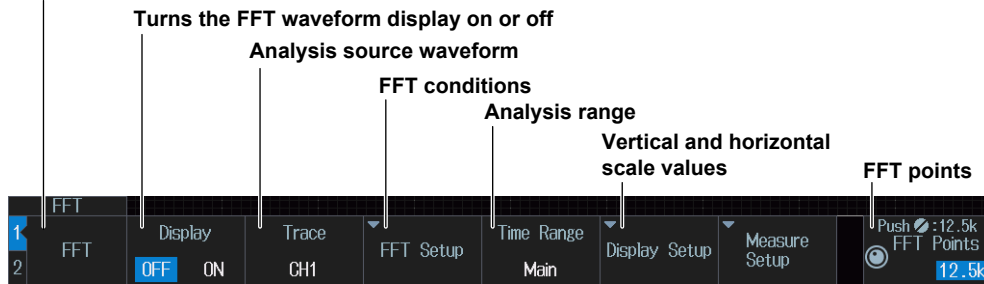 Turns the FFT waveform display on or off
Analysis source waveform
FFT conditions
Analysis range
Vertical and horizontal
scale values
FFT points
FFT
1
2
FFT
Display
OFF ON
Trace
CH1
FFT Setup
Time Range
Main
Display Setup
Measure
Setup
Push :12.5k
FFT Points
12.5k